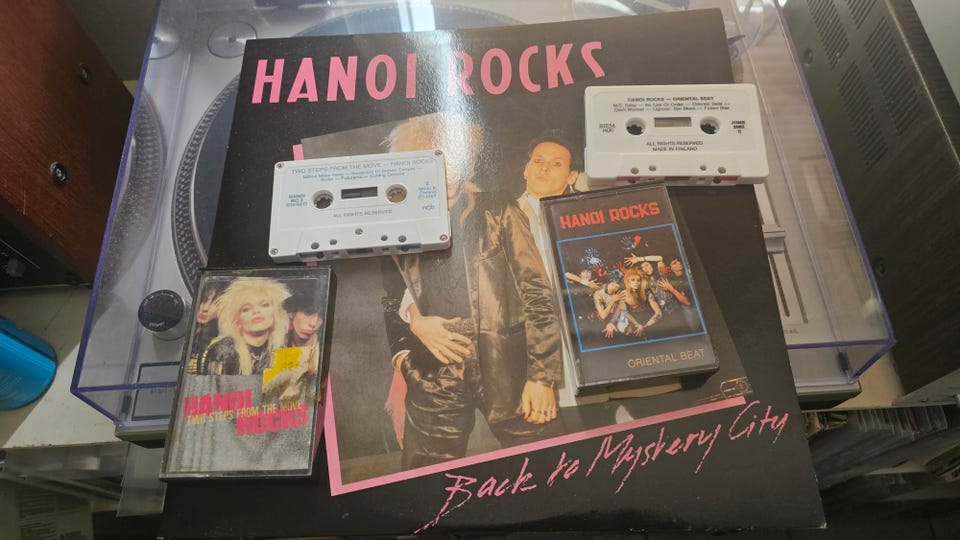 HANOI ROCKS
TWO STEPS FROM THE MOVE — HANOI ROCKS
ALL RIGHTS RESERVED
STEREO
HANOI ROCKS — ORIENTAL BEAT
ALL RIGHTS RESERVED
MADE IN FINLAND
HANOI ROCKS
ORIENTAL BEAT
HANOI
TWO STEPS FROM THE MOVE
ROCKS
Back to Mystery City